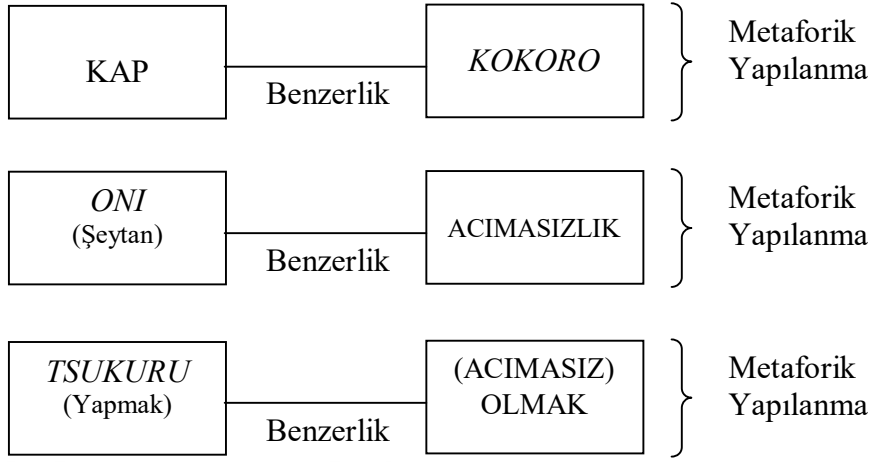 KAP
Benzerlik
KOKORO
Metaforik
Yapılanma
ONI
(Şeytan)
Benzerlik
ACIMASIZLIK
Metaforik
Yapılanma
TSUKURU
(Yapmak)
Benzerlik
(ACIMASIZ)
OLMAK
Metaforik
Yapılanma